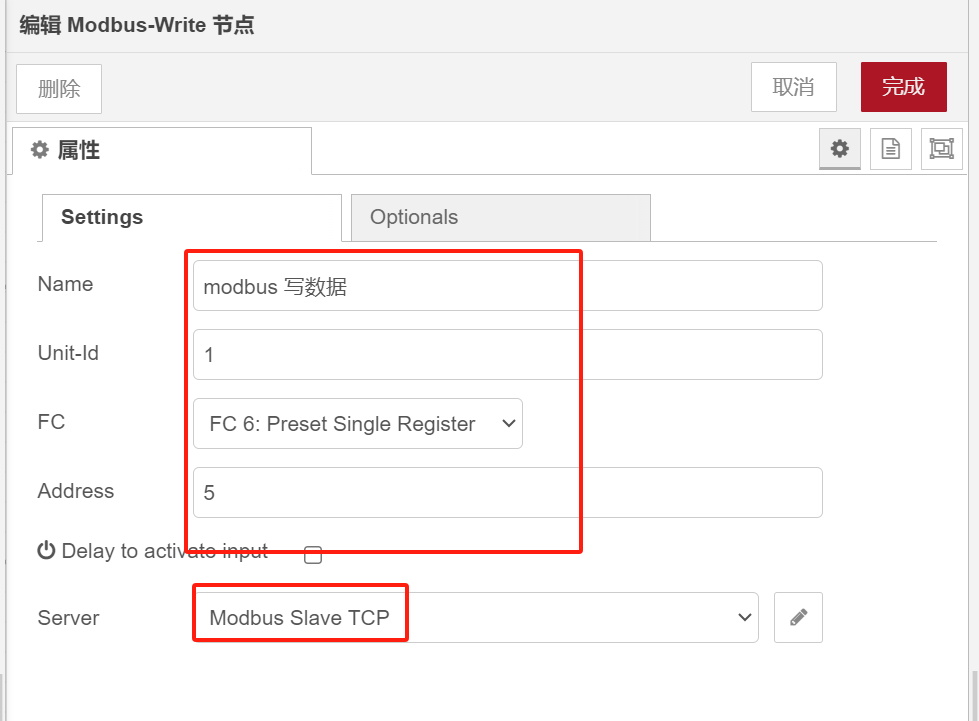 编辑 Modbus-Write 节点
删除
取消
完成
属性
Settings
Optionals
Name
modbus 写数据
Unit-Id
1
FC
FC 6: Preset Single Register
Address
5
Delay to activate input
Server
Modbus Slave TCP